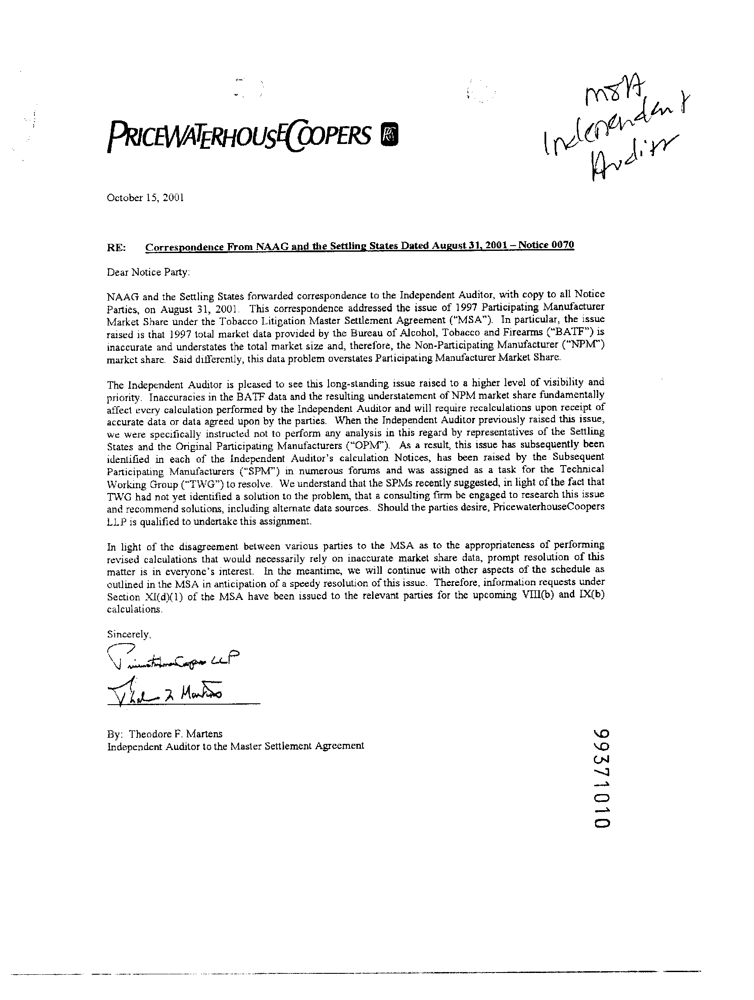 MSA
Independent
Auditor
PRICEWATERHOUSECOOPERS
October 15, 2001
RE: Correspondence From NAAG and the Settling States Dated August 31, 2001 – Notice 0070
Dear Notice Party:
NAAG and the Settling States forwarded correspondence to the Independent Auditor, with copy to all Notice
Parties, on August 31, 2001. This correspondence addressed the issue of 1997 Participating Manufacturer
Market Share under the Tobacco Litigation Master Settlement Agreement (“MSA”). In particular, the issue
raised is that 1997 total market data provided by the Bureau of Alcohol, Tobacco and Firearms (“BATF”) is
inaccurate and understates the total market size and, therefore, the Non-Participating Manufacturer (“NPM”)
market share. Said differently, this data problem overstates Participating Manufacturer Market Share.
The Independent Auditor is pleased to see this long-standing issue raised to a higher level of visibility and
priority. Inaccuracies in the BATF data and the resulting understatement of NPM market share fundamentally
affect every calculation performed by the Independent Auditor and will require recalculations upon receipt of
accurate data or data agreed upon by the parties. When the Independent Auditor previously raised this issue,
we were specifically instructed not to perform any analysis in this regard by representatives of the Settling
States and the Original Participating Manufacturers (“OPM”). As a result, this issue has subsequently been
identified in each of the Independent Auditor’s calculation Notices, has been raised by the Subsequent
Participating Manufacturers (“SPM”) in numerous forums and was assigned as a task for the Technical
Working Group (“TWG”) to resolve. We understand that the SPMs recently suggested, in light of the fact that
TWG had not yet identified a solution to the problem, that a consulting firm be engaged to research this issue
and recommend solutions, including alternate data sources. Should the parties desire, PricewaterhouseCoopers
LLP is qualified to undertake this assignment.
In light of the disagreement between various parties to the MSA as to the appropriateness of performing
revised calculations that would necessarily rely on inaccurate market share data, prompt resolution of this
matter is in everyone’s interest. In the meantime, we will continue with other aspects of the schedule as
outlined in the MSA in anticipation of a speedy resolution of this issue. Therefore, information requests under
Section XI(d)(1) of the MSA have been issued to the relevant parties for the upcoming VIII(b) and IX(b)
calculations.
Sincerely,
PricewaterhouseCoopers LLP
By: Theodore F. Martens
Independent Auditor to the Master Settlement Agreement
99371010